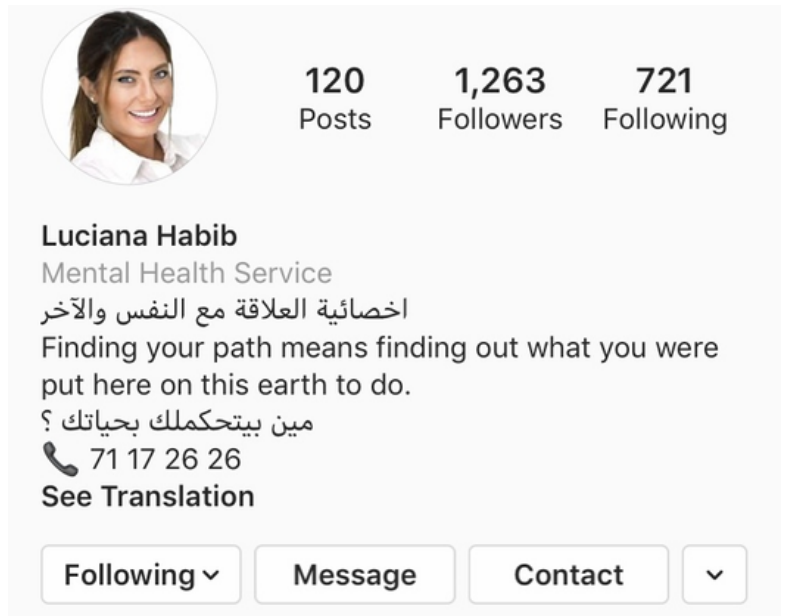 120 1,263 721
Posts Followers Following
Luciana Habib
Mental Health Service
اخصائية العلاقة مع النفس والآخر
Finding your path means finding out what you were
put here on this earth to do.
مين بيتحكملك بحياتك ؟
📞 71 17 26 26
See Translation
Following Message Contact